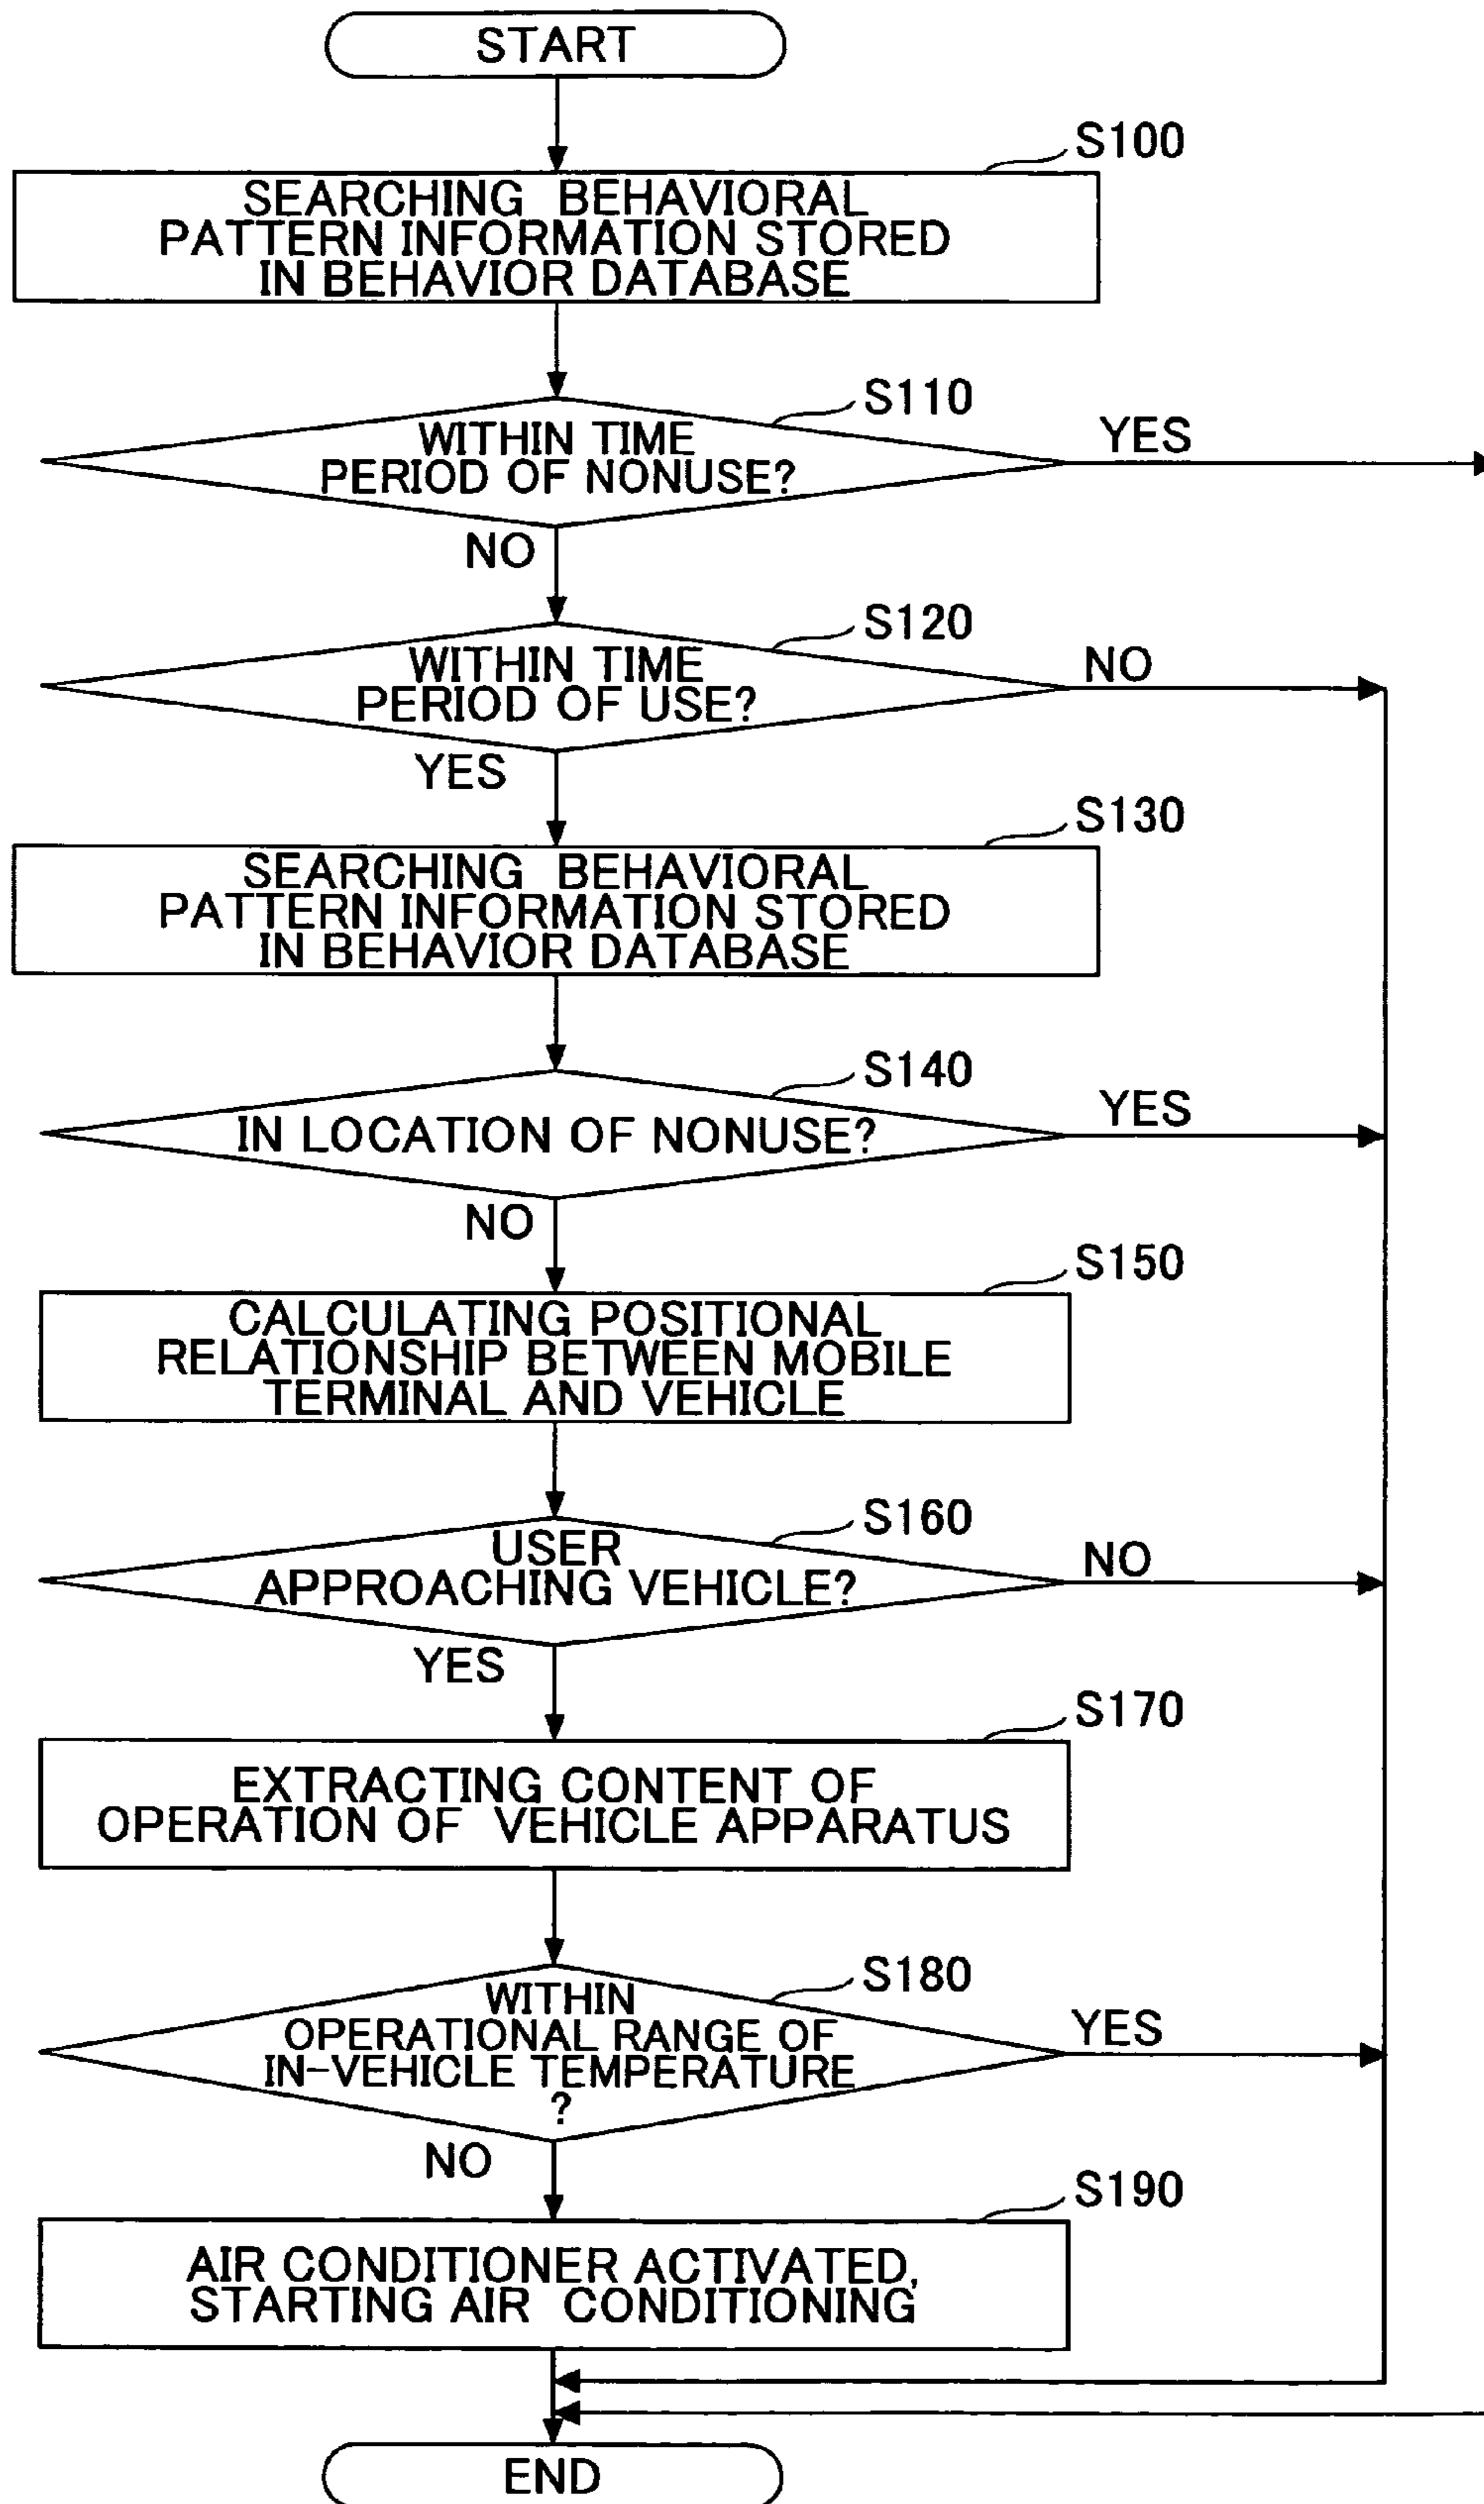 START
S100
SEARCHING BEHAVIORAL
PATTERN INFORMATION STORED
IN BEHAVIOR DATABASE
S110
WITHIN TIME
PERIOD OF NONUSE?
YES
NO
S120
WITHIN TIME
PERIOD OF USE?
NO
YES
S130
SEARCHING BEHAVIORAL
PATTERN INFORMATION STORED
IN BEHAVIOR DATABASE
S140
IN LOCATION OF NONUSE?
YES
NO
S150
CALCULATING POSITIONAL
RELATIONSHIP BETWEEN MOBILE
TERMINAL AND VEHICLE
S160
USER
APPROACHING VEHICLE?
NO
YES
S170
EXTRACTING CONTENT OF
OPERATION OF VEHICLE APPARATUS
S180
WITHIN
OPERATIONAL RANGE OF
IN-VEHICLE TEMPERATURE
?
YES
NO
S190
AIR CONDITIONER ACTIVATED,
STARTING AIR CONDITIONING
END